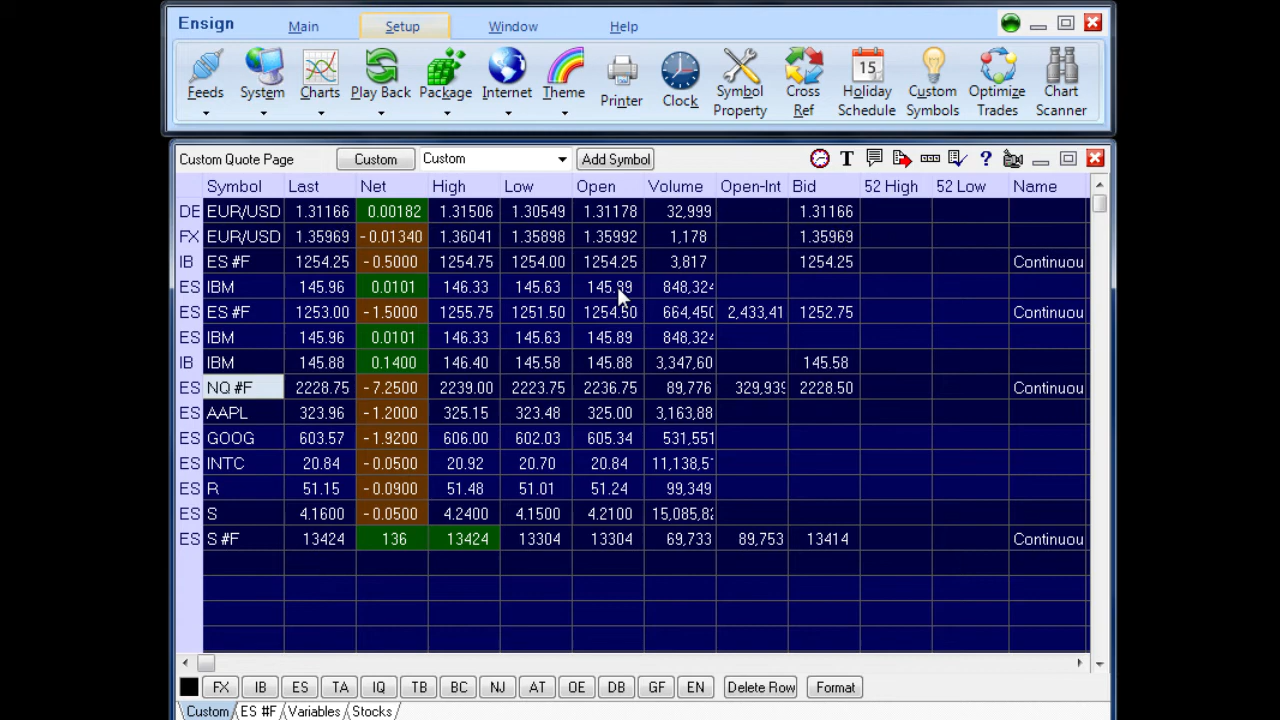 Ensign Main Setup Window Help
Feeds System Charts Play Back Package Internet Theme Printer Clock Symbol Property Cross Ref 15 Holiday Schedule Custom Symbols Optimize Trades Chart Scanner
Custom Quote Page Custom Custom Add Symbol T ?
Symbol Last Net High Low Open Volume Open-Int Bid 52 High 52 Low Name
DE EUR/USD 1.31166 0.00182 1.31506 1.30549 1.31178 32,999 1.31166
FX EUR/USD 1.35969 -0.01340 1.36041 1.35898 1.35992 1,178 1.35969
IB ES #F 1254.25 -0.5000 1254.75 1254.00 1254.25 3,817 1254.25 Continuou
ES IBM 145.96 0.0101 146.33 145.63 145.89 848,324
ES ES #F 1253.00 -1.5000 1255.75 1251.50 1254.50 664,450 2,433,41 1252.75 Continuou
ES IBM 145.96 0.0101 146.33 145.63 145.89 848,324
IB IBM 145.88 0.1400 146.40 145.58 145.88 3,347,60 145.58
ES NQ #F 2228.75 -7.2500 2239.00 2223.75 2236.75 89,776 329,939 2228.50 Continuou
ES AAPL 323.96 -1.2000 325.15 323.48 325.00 3,163,88
ES GOOG 603.57 -1.9200 606.00 602.03 605.34 531,551
ES INTC 20.84 -0.0500 20.92 20.70 20.84 11,138,5
ES R 51.15 -0.0900 51.48 51.01 51.24 99,349
ES S 4.1600 -0.0500 4.2400 4.1500 4.2100 15,085,82
ES S #F 13424 136 13424 13304 13304 69,733 89,753 13414 Continuou
FX IB ES TA IQ TB BC NJ AT OE DB GF EN Delete Row Format
Custom ES #F Variables Stocks